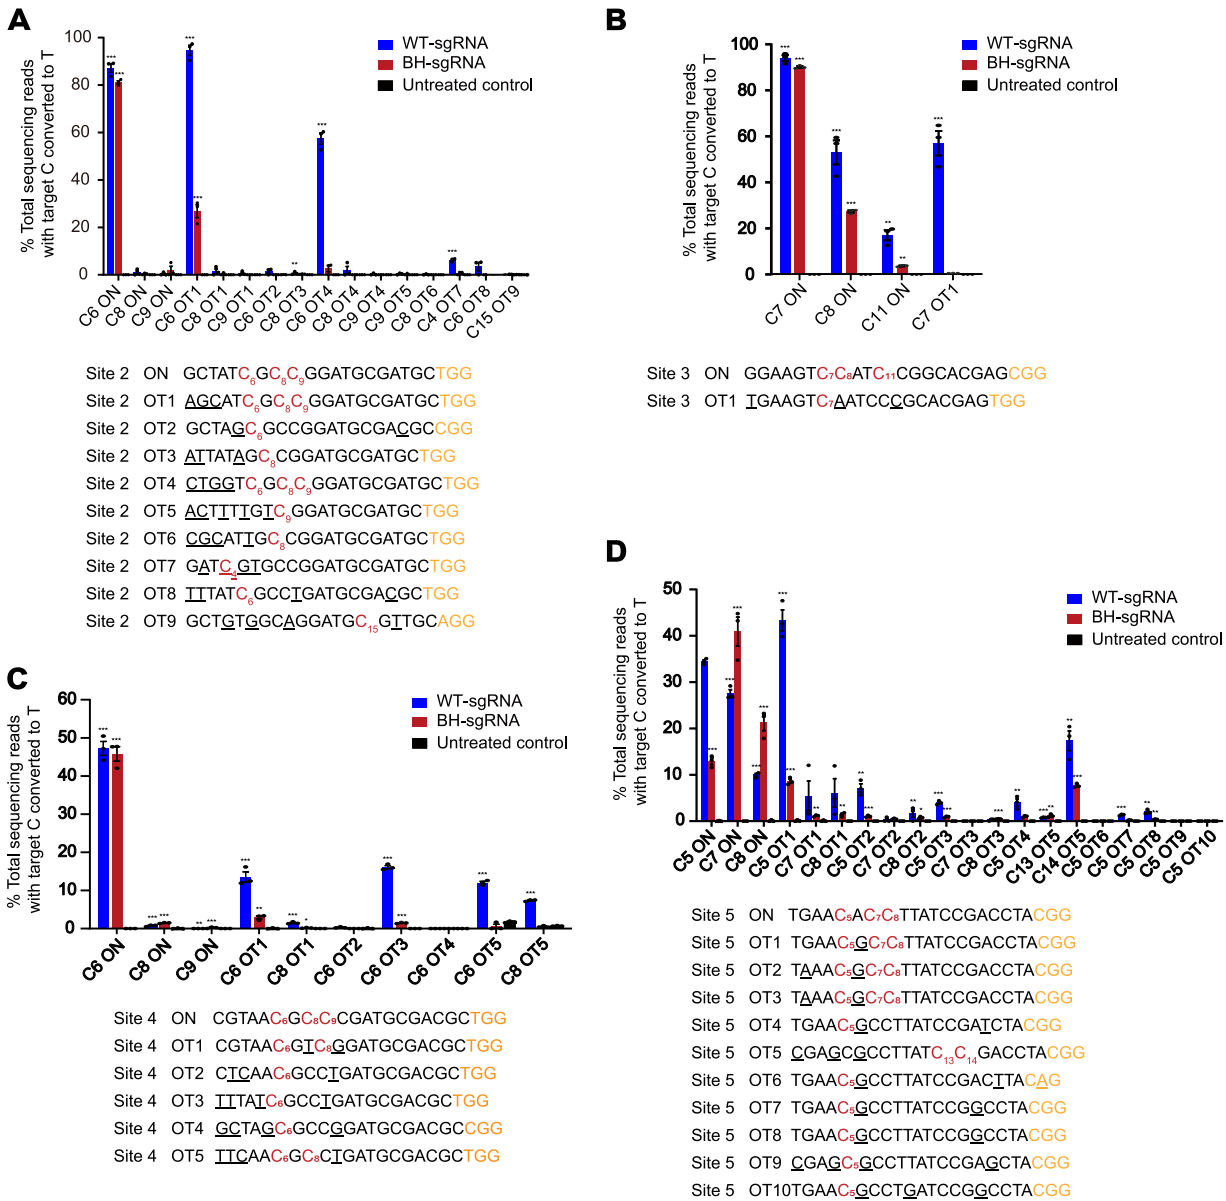 A
% Total sequencing reads
with target C converted to T
100
80
60
40
20
0
WT-sgRNA
BH-sgRNA
Untreated control
*** *** *** *** ** *** ***
C6 ON
C8 ON
C9 ON
C6 OT1
C8 OT1
C9 OT1
C6 OT2
C8 OT3
C6 OT4
C8 OT4
C9 OT4
C9 OT5
C8 OT6
C4 OT7
C6 OT8
C15 OT9
Site 2 ON GCTATC6GC8C9GGATGCGATGCTGG
Site 2 OT1 AGCATC6GC8C9GGATGCGATGCTGG
Site 2 OT2 GCTAGC6GCCGGATGCGACGCCGG
Site 2 OT3 ATTATAGC8CGGATGCGATGCTGG
Site 2 OT4 CTGGTC6GC8C9GGATGCGATGCTGG
Site 2 OT5 ACTTTTGTC9GGATGCGATGCTGG
Site 2 OT6 CGCATTGC8CGGATGCGATGCTGG
Site 2 OT7 GATC4GTGCCGGATGCGATGCTGG
Site 2 OT8 TTTATC6GCCTGATGCGACGCTGG
Site 2 OT9 GCTGTGGCAGGATGC15GTTGCAGG
B
% Total sequencing reads
with target C converted to T
100
80
60
40
20
0
WT-sgRNA
BH-sgRNA
Untreated control
*** *** *** *** ** ** ***
C7 ON
C8 ON
C11 ON
C7 OT1
Site 3 ON GGAAGTC7C8ATC11CGGCACGAGCGG
Site 3 OT1 TGAAGTC7AATCCCGCACGAGTGG
C
% Total sequencing reads
with target C converted to T
60
50
40
30
20
10
0
WT-sgRNA
BH-sgRNA
Untreated control
*** *** *** *** ** *** *** ** *** * *** *** *** ***
C6 ON
C8 ON
C9 ON
C6 OT1
C8 OT1
C6 OT2
C6 OT3
C6 OT4
C6 OT5
C8 OT5
Site 4 ON CGTAAC6GC8C9CGATGCGACGCTGG
Site 4 OT1 CGTAAC6GTC8GGATGCGACGCTGG
Site 4 OT2 CTCAAC6GCCTGATGCGACGCTGG
Site 4 OT3 TTTATC6GCCTGATGCGACGCTGG
Site 4 OT4 GCTAGC6GCCGGATGCGACGCCGG
Site 4 OT5 TTCAAC6GC8CTGATGCGACGCTGG
D
% Total sequencing reads
with target C converted to T
50
40
30
20
10
0
WT-sgRNA
BH-sgRNA
Untreated control
C5 ON
C7 ON
C8 ON
C5 OT1
C7 OT1
C8 OT1
C5 OT2
C7 OT2
C8 OT2
C5 OT3
C7 OT3
C8 OT3
C5 OT4
C13 OT5
C14 OT5
C5 OT6
C5 OT7
C5 OT8
C5 OT9
C5 OT10
Site 5 ON TGAAC5AC7C8TTATCCGACCTACGG
Site 5 OT1 TGAAC5GC7C8TTATCCGACCTACGG
Site 5 OT2 TAAAC5GC7C8TTATCCGACCTACGG
Site 5 OT3 TAAAC5GC7C8TTATCCGACCTACGG
Site 5 OT4 TGAAC5GCCTTATCCGATCTACGG
Site 5 OT5 CGAGCGCCTTATC13C14GACCTACGG
Site 5 OT6 TGAAC5GCCTTATCCGACTTACAG
Site 5 OT7 TGAAC5GCCTTATCCGGCCTACGG
Site 5 OT8 TGAAC5GCCTTATCCGGCCTACGG
Site 5 OT9 CGAGC5GCCTTATCCGAGCTACGG
Site 5 OT10TGAAC5GCCTGATCCGGCCTACGG